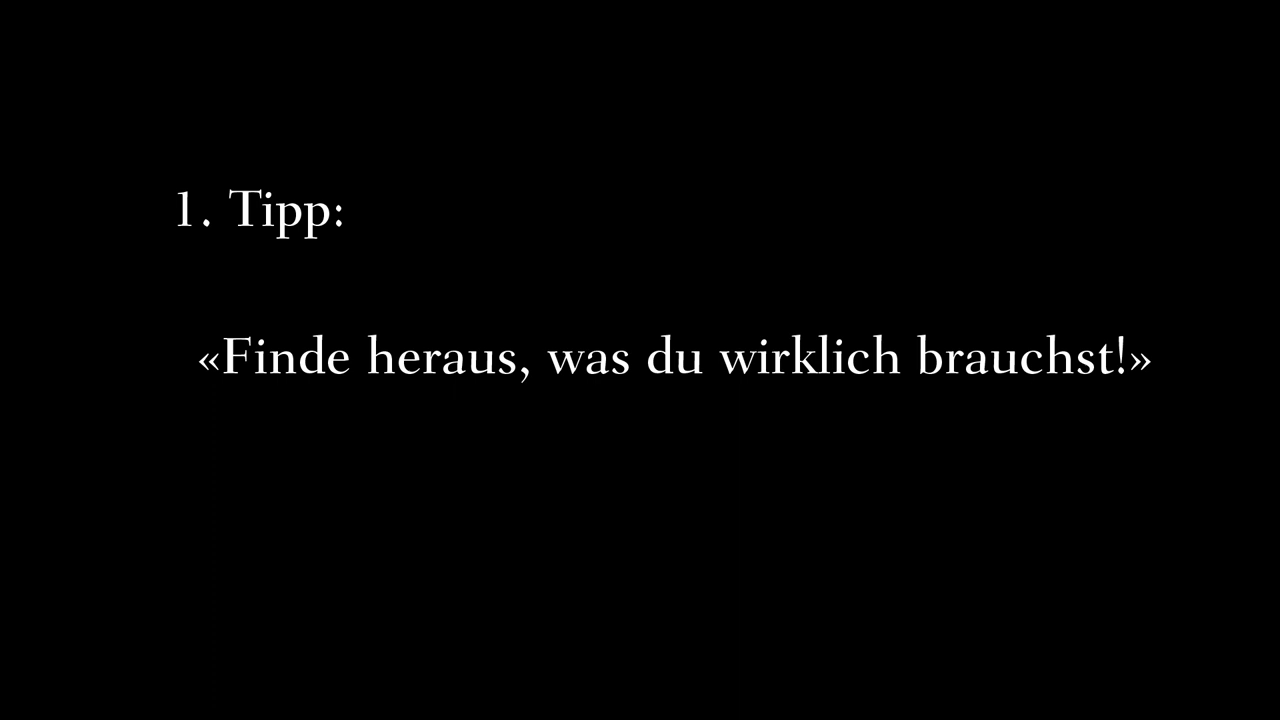 1. Tipp:
«Finde heraus, was du wirklich brauchst!»